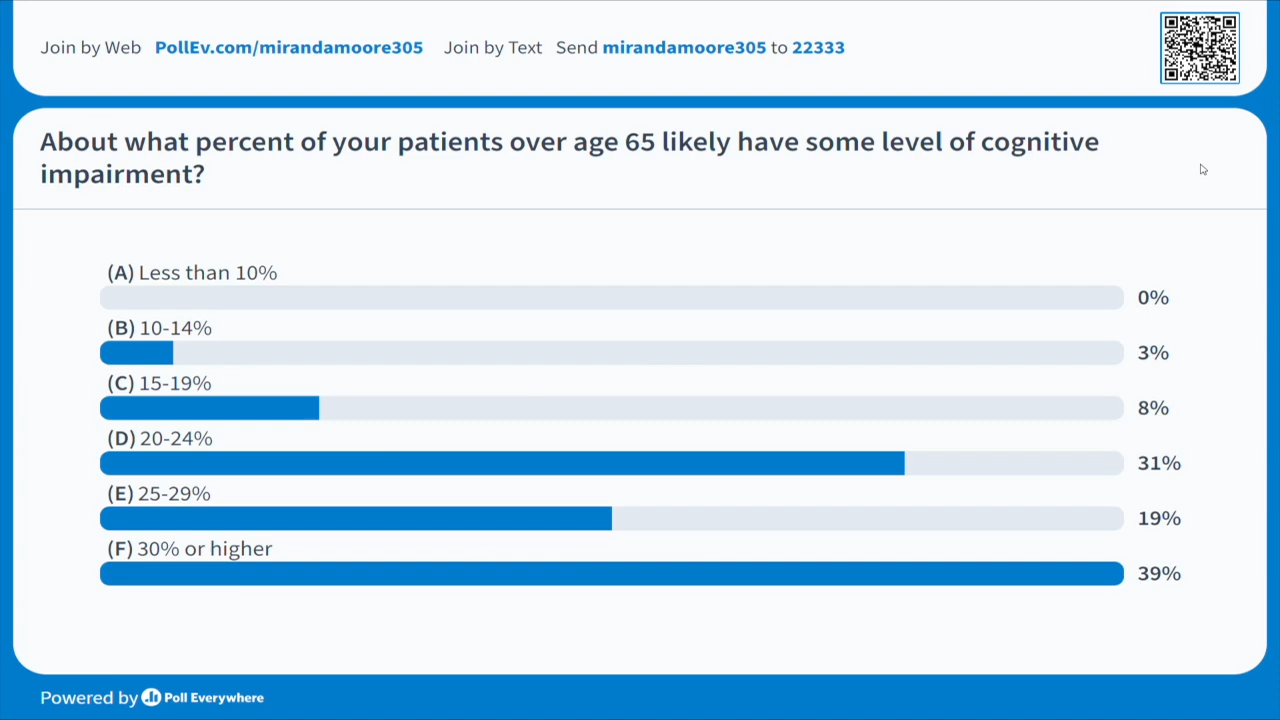 Join by Web PollEv.com/mirandamoore305 Join by Text Send mirandamoore305 to 22333
About what percent of your patients over age 65 likely have some level of cognitive
impairment?
(A) Less than 10%
0%
(B) 10-14%
3%
(C) 15-19%
8%
(D) 20-24%
31%
(E) 25-29%
19%
(F) 30% or higher
39%
Powered by Poll Everywhere